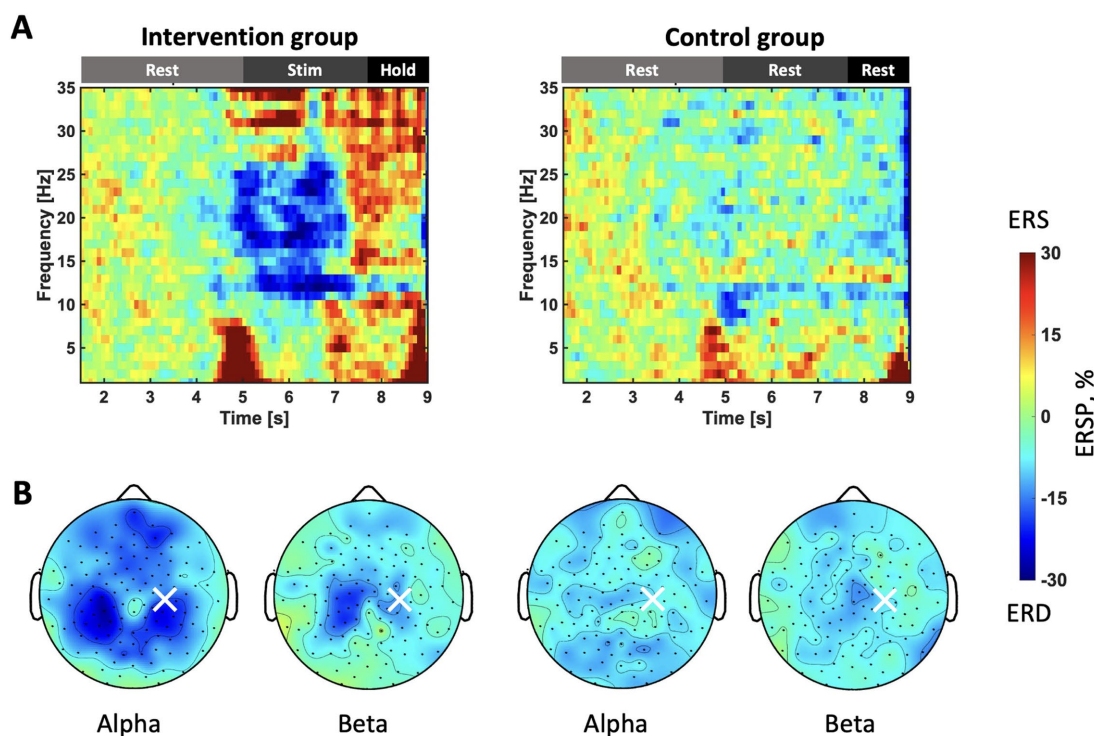 A
Intervention group
Control group
Rest Stim Hold
Rest Rest Rest
35
30
25
20
15
10
5
Frequency [Hz]
2 3 4 5 6 7 8 9
Time [s]
35
30
25
20
15
10
5
Frequency [Hz]
2 3 4 5 6 7 8 9
Time [s]
ERS
30
15
0
-15
-30
ERSP, %
ERD
B
Alpha Beta Alpha Beta